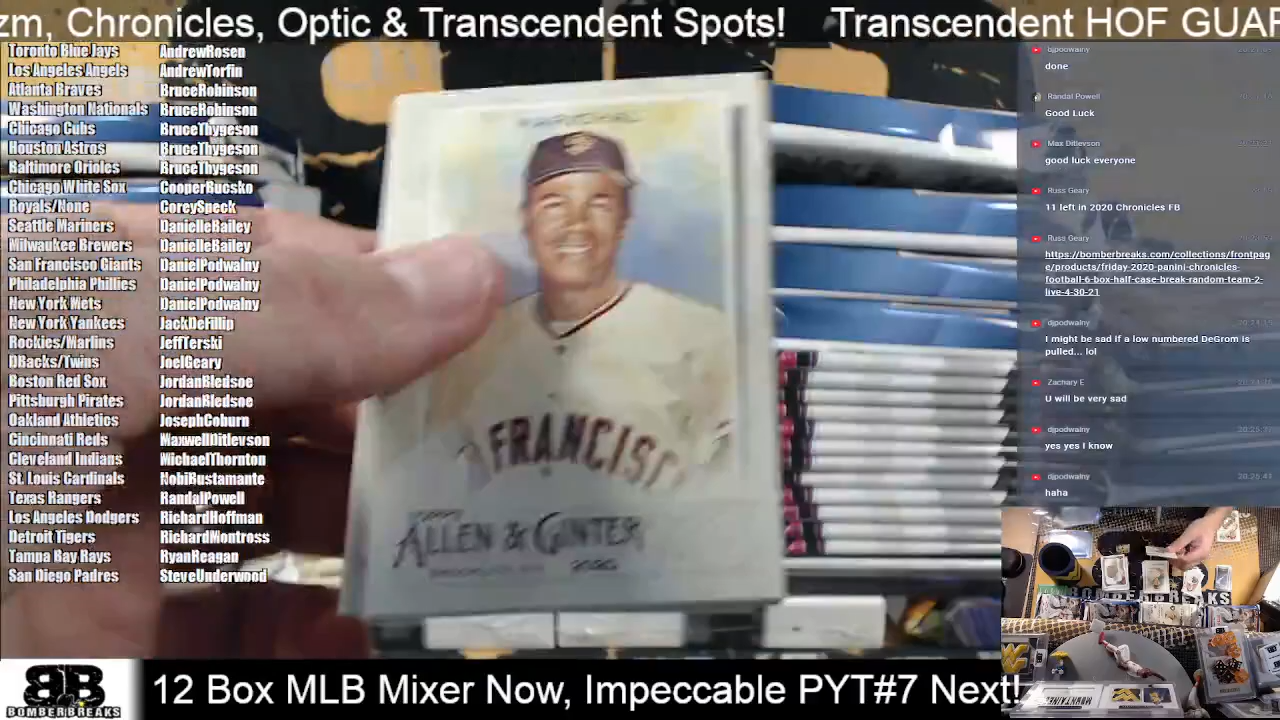 zm, Chronicles, Optic & Transcendent Spots! Transcendent HOF GUAR
Toronto Blue Jays AndrewRosen
Los Angeles Angels AndrewTorfin
Atlanta Braves BruceRobinson
Washington Nationals BruceRobinson
Chicago Cubs BruceThygeson
Houston Astros BruceThygeson
Baltimore Orioles BruceThygeson
Chicago White Sox CooperRucsko
Royals/None CoreySpeck
Seattle Mariners DanielleBailey
Milwaukee Brewers DanielleBailey
San Francisco Giants DanielPodwalny
Philadelphia Phillies DanielPodwalny
New York Mets DanielPodwalny
New York Yankees JackDeFillip
Rockies/Marlins JeffTerski
DBacks/Twins JoelGeary
Boston Red Sox JordanBledsoe
Pittsburgh Pirates JordanBledsoe
Oakland Athletics JosephCoburn
Cincinnati Reds MaxwellDitlevson
Cleveland Indians MichaelThornton
St. Louis Cardinals NobiBustamante
Texas Rangers RandalPowell
Los Angeles Dodgers RichardHoffman
Detroit Tigers RichardMontross
Tampa Bay Rays RyanReagan
San Diego Padres SteveUnderwood
FRANCISC
ALLEN & GINTER
2020
djpodwalny
done
Randal Powell
Good Luck
Max Ditlevson
good luck everyone
Russ Geary
11 left in 2020 Chronicles FB
Russ Geary
https://bomberbreaks.com/collections/frontpag
e/products/friday-2020-panini-chronicles-
football-6-box-half-case-break-random-team-2-
live-4-30-21
djpodwalny
I might be sad if a low numbered DeGrom is
pulled... lol
Zachary E
U will be very sad
djpodwalny
yes yes I know
djpodwalny
haha
BOMBERBREAKS
BB
BOMBERBREAKS
12 Box MLB Mixer Now, Impeccable PYT#7 Next!